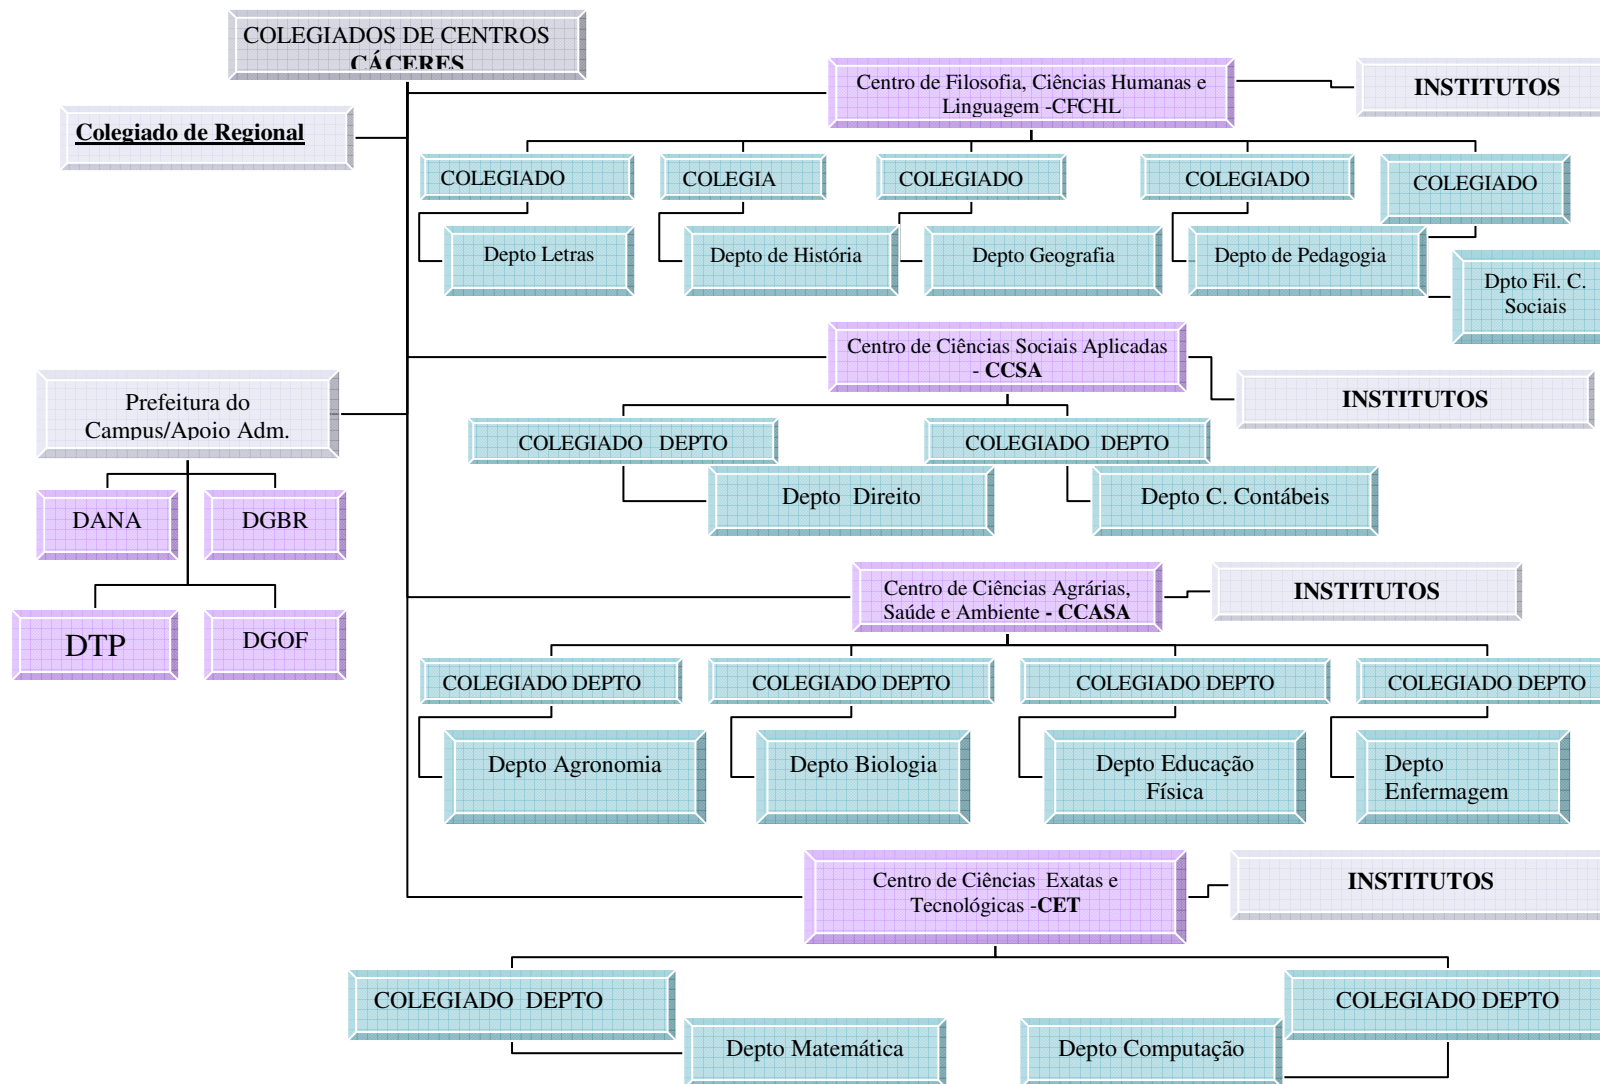 COLEGIADOS DE CENTROS
CÁCERES
Centro de Filosofia, Ciências Humanas e
Linguagem -CFCHL
INSTITUTOS
Colegiado de Regional
COLEGIADO
COLEGIA
COLEGIADO
COLEGIADO
COLEGIADO
Depto Letras
Depto de História
Depto Geografia
Depto de Pedagogia
Dpto Fil. C.
Sociais
Centro de Ciências Sociais Aplicadas
- CCSA
INSTITUTOS
Prefeitura do
Campus/Apoio Adm.
COLEGIADO DEPTO
COLEGIADO DEPTO
Depto Direito
Depto C. Contábeis
DANA
DGBR
DTP
DGOF
Centro de Ciências Agrárias,
Saúde e Ambiente - CCASA
INSTITUTOS
COLEGIADO DEPTO
COLEGIADO DEPTO
COLEGIADO DEPTO
COLEGIADO DEPTO
Depto Agronomia
Depto Biologia
Depto Educação
Física
Depto
Enfermagem
Centro de Ciências Exatas e
Tecnológicas -CET
INSTITUTOS
COLEGIADO DEPTO
COLEGIADO DEPTO
Depto Matemática
Depto Computação